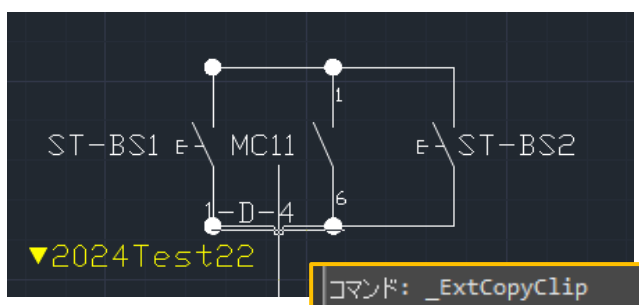 1
ST-BS1 E MC11 E ST-BS2
6
1-D-4
▼2024Test22
コマンド: _ExtCopyClip